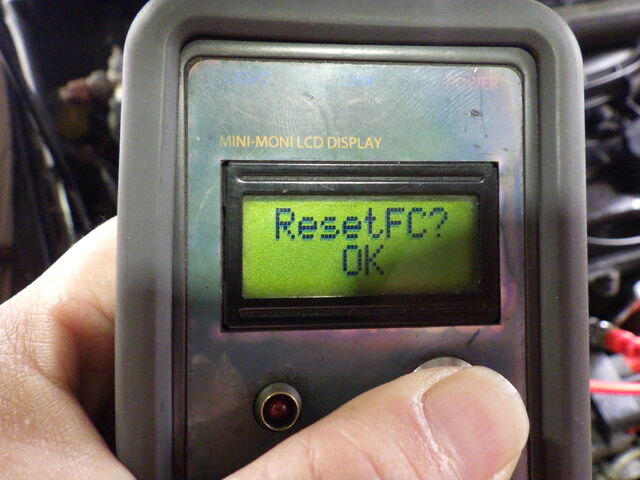 POWER
MINI-MONI LCD DISPLAY
ResetFC?
OK